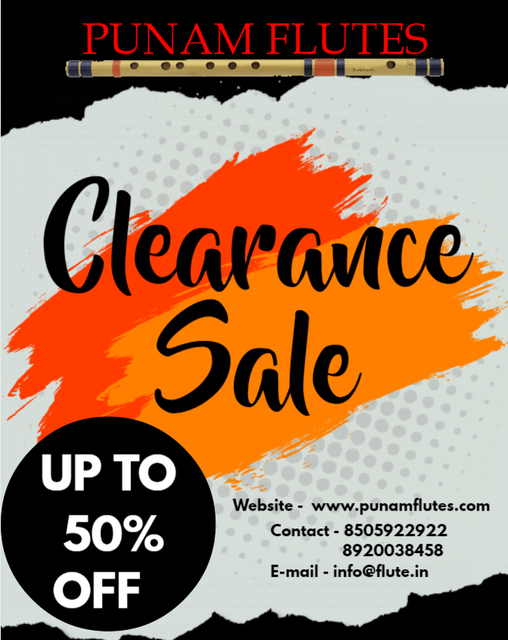 PUNAM FLUTES
Clearance
Sale
UP TO
50%
OFF
Website - www.punamflutes.com
Contact - 8505922922
8920038458
E-mail - info@flute.in